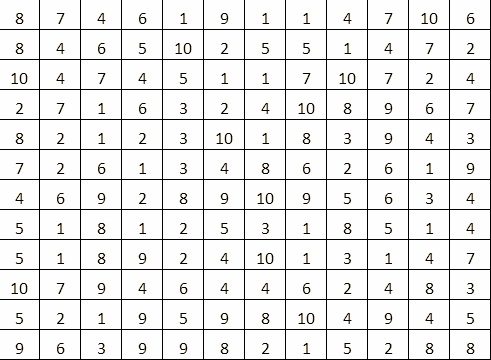 8 7 4 6 1 9 1 1 4 7 10 6
8 4 6 5 10 2 5 5 1 4 7 2
10 4 7 4 5 1 1 7 10 7 2 4
2 7 1 6 3 2 4 10 8 9 6 7
8 2 1 2 3 10 1 8 3 9 4 3
7 2 6 1 3 4 8 6 2 6 1 9
4 6 9 2 8 9 10 9 5 6 3 4
5 1 8 1 2 5 3 1 8 5 1 4
5 1 8 9 2 4 10 1 3 1 4 7
10 7 9 4 6 4 4 6 2 4 8 3
5 2 1 9 5 9 8 10 4 9 4 5
9 6 3 9 9 8 2 1 5 2 8 8